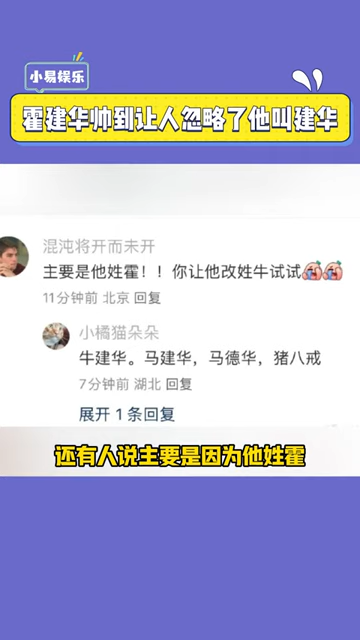 小易娱乐
霍建华帅到让人忽略了他叫建华
混沌将开而未开
主要是他姓霍！！你让他改姓牛试试
11分钟前 北京 回复
小橘猫朵朵
牛建华。马建华，马德华，猪八戒
7分钟前 湖北 回复
展开 1 条回复
还有人说主要是因为他姓霍